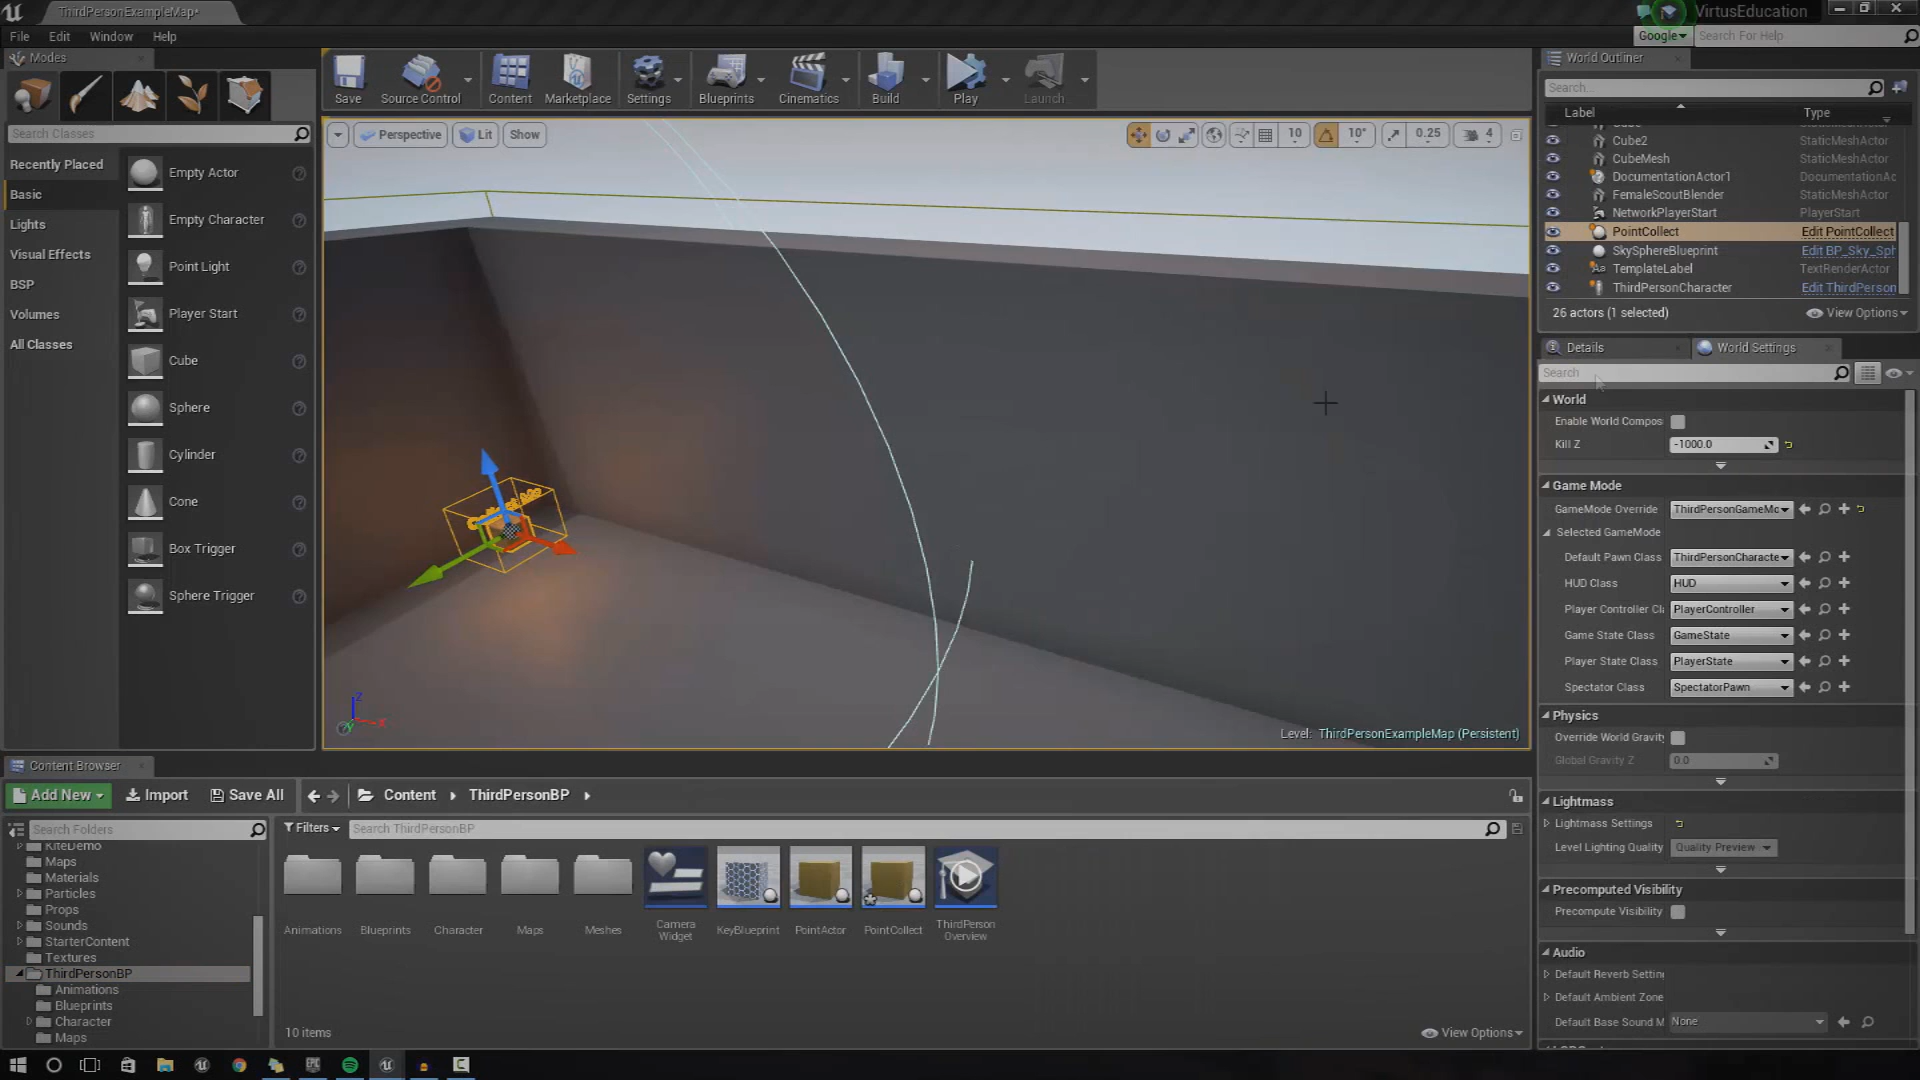 ThirdPersonExampleMap*
VirtusEducation
File Edit Window Help
Google
Search For Help
Modes
Search Classes
Recently Placed
Basic
Lights
Visual Effects
BSP
Volumes
All Classes
Empty Actor
Empty Character
Point Light
Player Start
Cube
Sphere
Cylinder
Cone
Box Trigger
Sphere Trigger
Save
Source Control
Content
Marketplace
Settings
Blueprints
Cinematics
Build
Play
Launch
Perspective
Lit
Show
10
10°
0.25
4
Level: ThirdPersonExampleMap (Persistent)
World Outliner
Search...
Label Type
Cube2 StaticMeshActor
CubeMesh StaticMeshActor
DocumentationActor1 DocumentationAc
FemaleScoutBlender StaticMeshActor
NetworkPlayerStart PlayerStart
PointCollect Edit PointCollect
SkySphereBlueprint Edit BP_Sky_Sph
TemplateLabel TextRenderActor
ThirdPersonCharacter Edit ThirdPerson
26 actors (1 selected)
View Options
Details
World Settings
Search
World
Enable World Compos
Kill Z -1000.0
Game Mode
GameMode Override ThirdPersonGameMo
Selected GameMode
Default Pawn Class ThirdPersonCharacte
HUD Class HUD
Player Controller Cla PlayerController
Game State Class GameState
Player State Class PlayerState
Spectator Class SpectatorPawn
Physics
Override World Gravity
Global Gravity Z 0.0
Lightmass
Lightmass Settings
Level Lighting Quality Quality Preview
Precomputed Visibility
Precompute Visibility
Audio
Default Reverb Settin
Default Ambient Zone
Default Base Sound M None
Content Browser
Add New
Import
Save All
Content
ThirdPersonBP
Search Folders
KiteDemo
Maps
Materials
Particles
Props
Sounds
StarterContent
Textures
ThirdPersonBP
Animations
Blueprints
Character
Maps
Filters
Search ThirdPersonBP
Animations
Blueprints
Character
Maps
Meshes
Camera
Widget
KeyBlueprint
PointActor
PointCollect
ThirdPerson
Overview
10 items
View Options